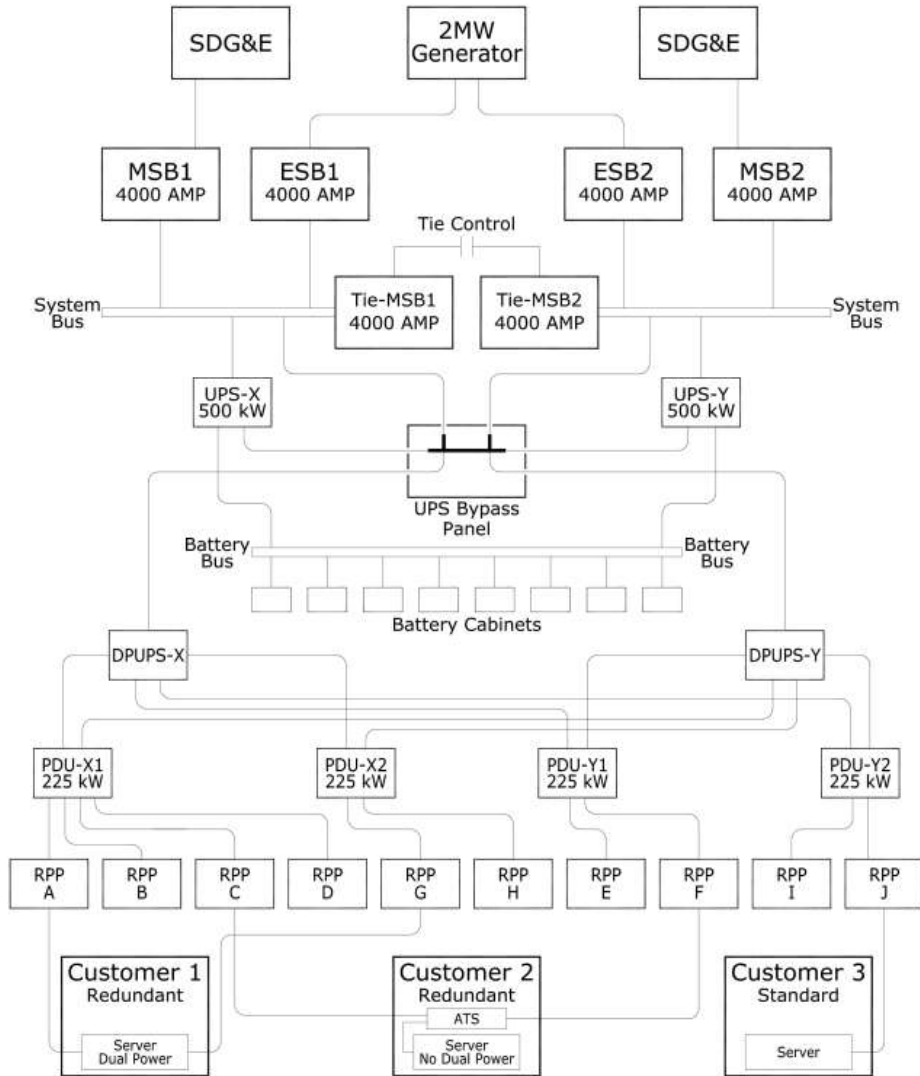 SDG&E
2MW
Generator
SDG&E
MSB1
4000 AMP
ESB1
4000 AMP
ESB2
4000 AMP
MSB2
4000 AMP
Tie Control
System
Bus
Tie-MSB1
4000 AMP
Tie-MSB2
4000 AMP
System
Bus
UPS-X
500 kW
UPS-Y
500 kW
UPS Bypass
Panel
Battery
Bus
Battery
Bus
Battery Cabinets
DPUPS-X
DPUPS-Y
PDU-X1
225 kW
PDU-X2
225 kW
PDU-Y1
225 kW
PDU-Y2
225 kW
RPP
A
RPP
B
RPP
C
RPP
D
RPP
G
RPP
H
RPP
E
RPP
F
RPP
I
RPP
J
Customer 1
Redundant
Server
Dual Power
Customer 2
Redundant
ATS
Server
No Dual Power
Customer 3
Standard
Server